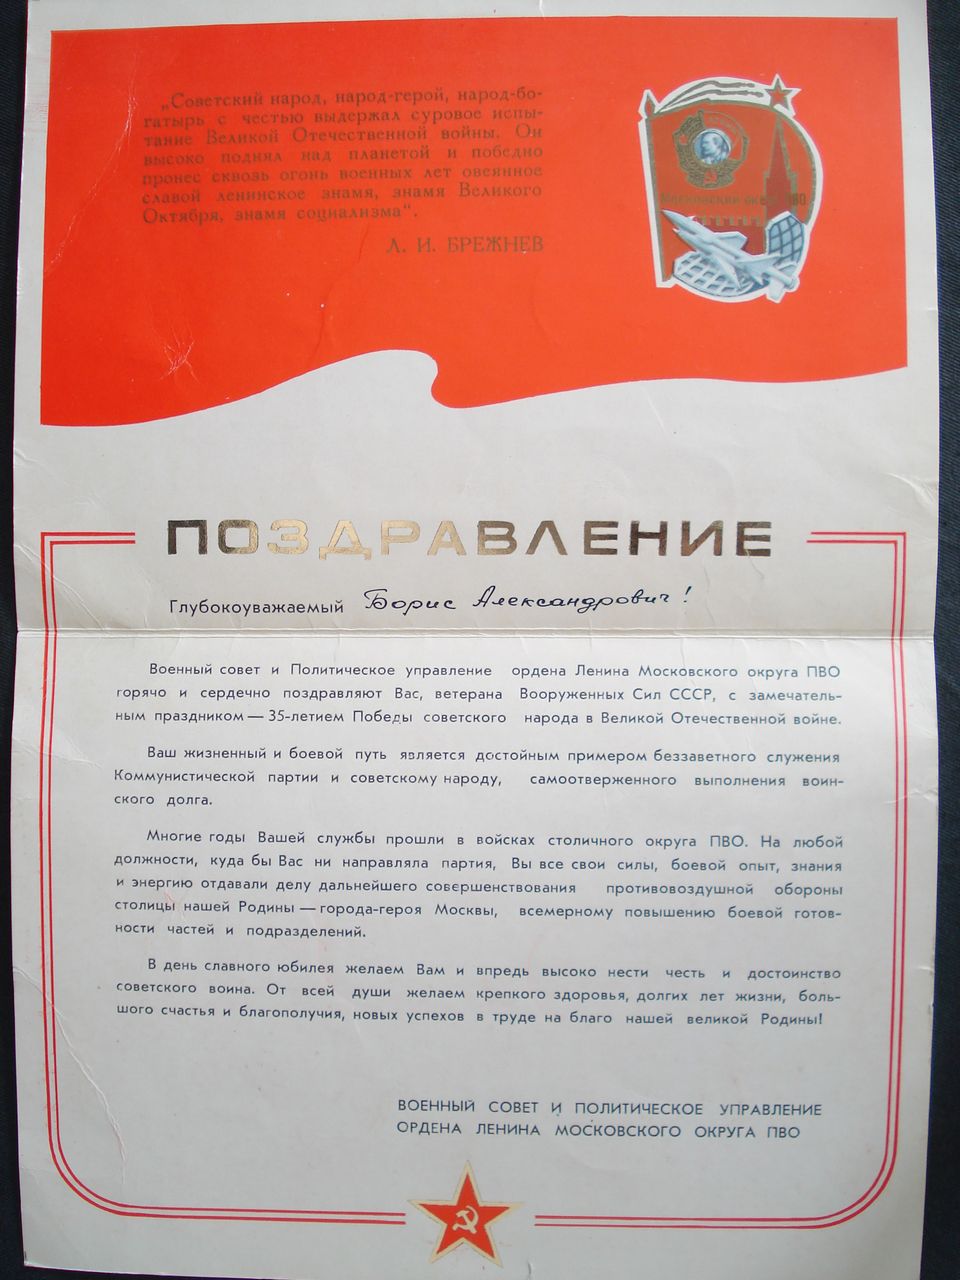 „Советский народ, народ-герой, народ-бо-
гатырь с честью выдержал суровое испы-
тание Великой Отечественной войны. Он
высоко поднял над планетой и победно
пронес сквозь огонь военных лет овеянное
славой ленинское знамя, знамя Великого
Октября, знамя социализма“.
Л. И. БРЕЖНЕВ
МОСКОВСКИЙ ОКРУГ ПВО
ПОЗДРАВЛЕНИЕ
Глубокоуважаемый Борис Александрович!
Военный совет и Политическое управление ордена Ленина Московского округа ПВО
горячо и сердечно поздравляют Вас, ветерана Вооруженных Сил СССР, с замечатель-
ным праздником — 35-летием Победы советского народа в Великой Отечественной войне.
Ваш жизненный и боевой путь является достойным примером беззаветного служения
Коммунистической партии и советскому народу, самоотверженного выполнения воин-
ского долга.
Многие годы Вашей службы прошли в войсках столичного округа ПВО. На любой
должности, куда бы Вас ни направляла партия, Вы все свои силы, боевой опыт, знания
и энергию отдавали делу дальнейшего совершенствования противовоздушной обороны
столицы нашей Родины — города-героя Москвы, всемерному повышению боевой готов-
ности частей и подразделений.
В день славного юбилея желаем Вам и впредь высоко нести честь и достоинство
советского воина. От всей души желаем крепкого здоровья, долгих лет жизни, боль-
шого счастья и благополучия, новых успехов в труде на благо нашей великой Родины!
ВОЕННЫЙ СОВЕТ И ПОЛИТИЧЕСКОЕ УПРАВЛЕНИЕ
ОРДЕНА ЛЕНИНА МОСКОВСКОГО ОКРУГА ПВО